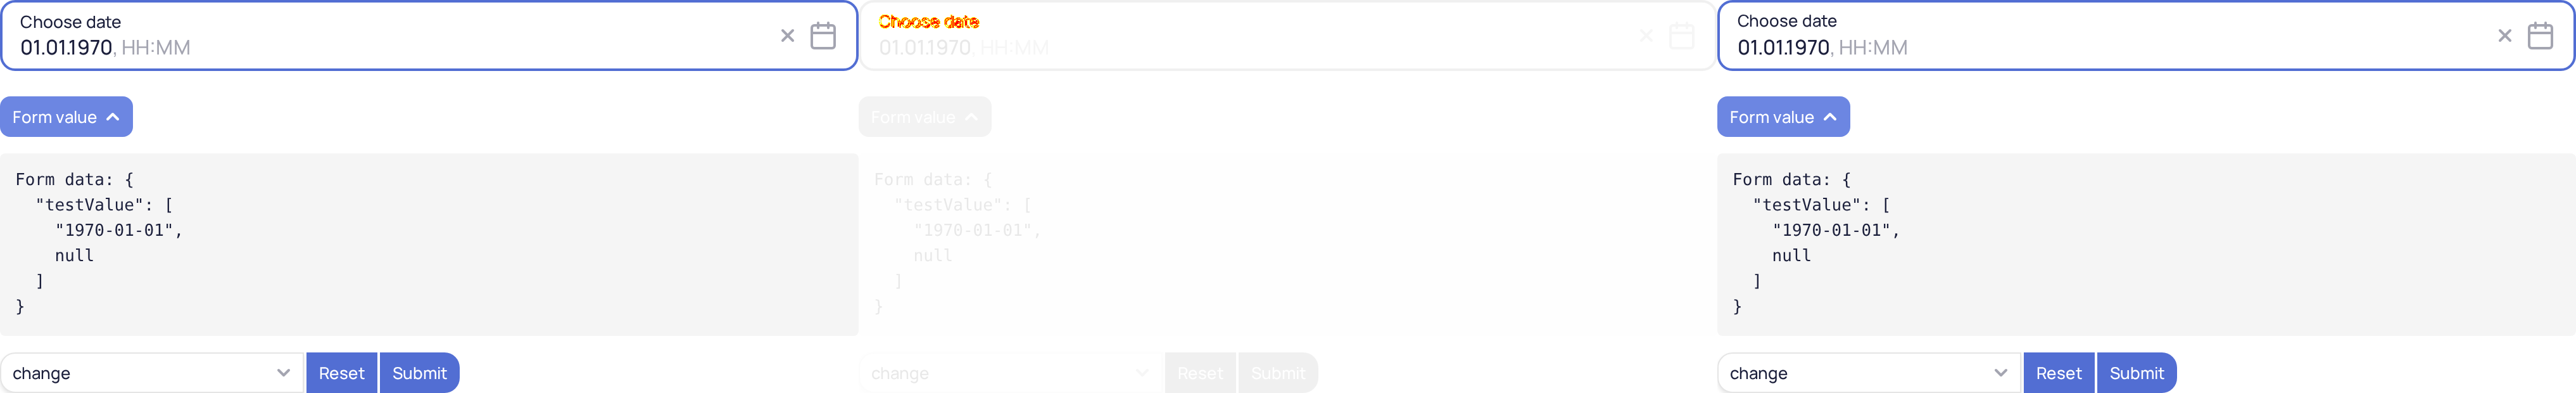 Choose date
01.01.1970, HH:MM
Form value
Form data: {
  "testValue": [
    "1970-01-01",
    null
  ]
}
change
Reset
Submit
Choose date
01.01.1970 HH:MM
Form value
Form data: {
  "testValue": [
    "1970-01-01",
    null
  ]
}
change
Reset
Submit
Choose date
01.01.1970, HH:MM
Form value
Form data: {
  "testValue": [
    "1970-01-01",
    null
  ]
}
change
Reset
Submit